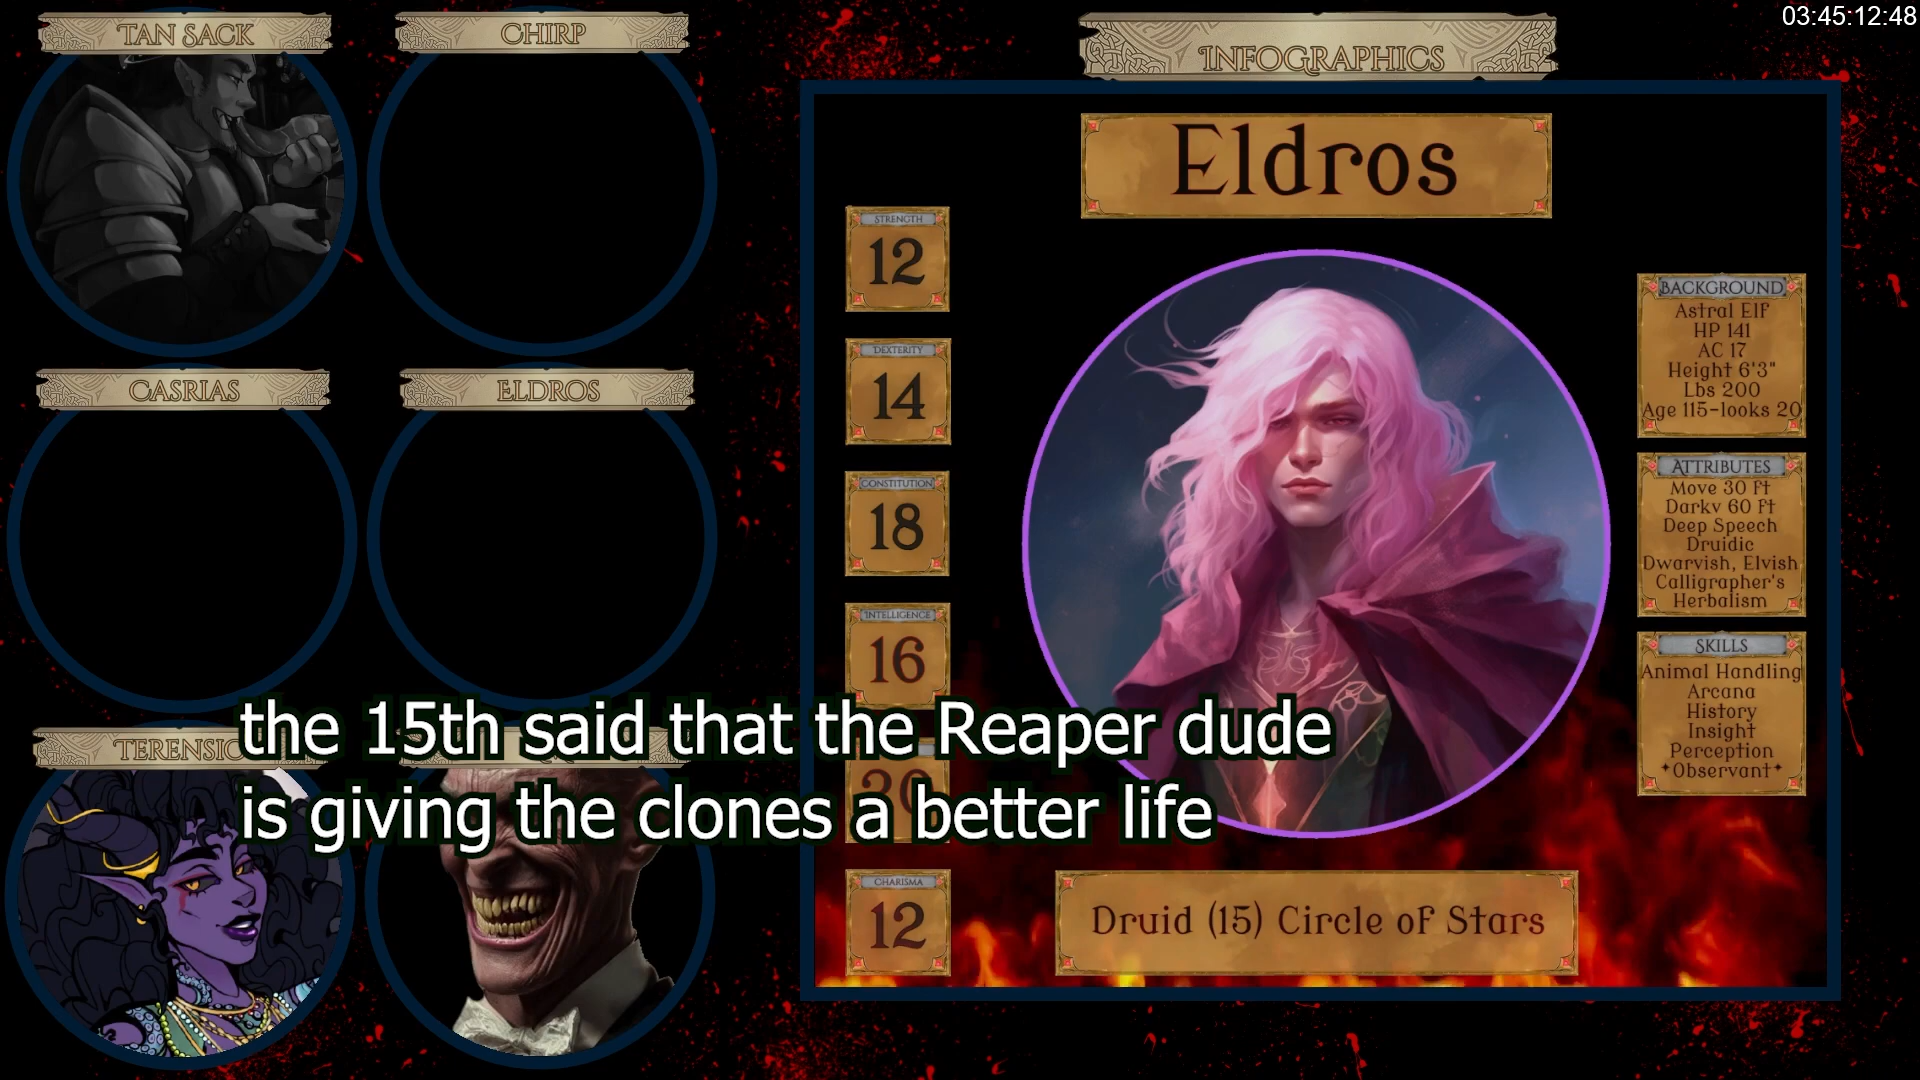 03:45:12:48
TAN SACK
CHIRP
INFOGRAPHICS
Eldros
STRENGTH
12
DEXTERITY
14
CONSTITUTION
18
INTELLIGENCE
16
20
CHARISMA
12
BACKGROUND
Astral Elf
HP 141
AC 17
Height 6'3"
Lbs 200
Age 115-looks 20
ATTRIBUTES
Move 30 Ft
Darkv 60 Ft
Deep Speech
Druidic
Dwarvish, Elvish
Calligrapher's
Herbalism
SKILLS
Animal Handling
Arcana
History
Insight
Perception
*Observant*
CASRIAS
ELDROS
the 15th said that the Reaper dude
is giving the clones a better life
Druid (15) Circle of Stars